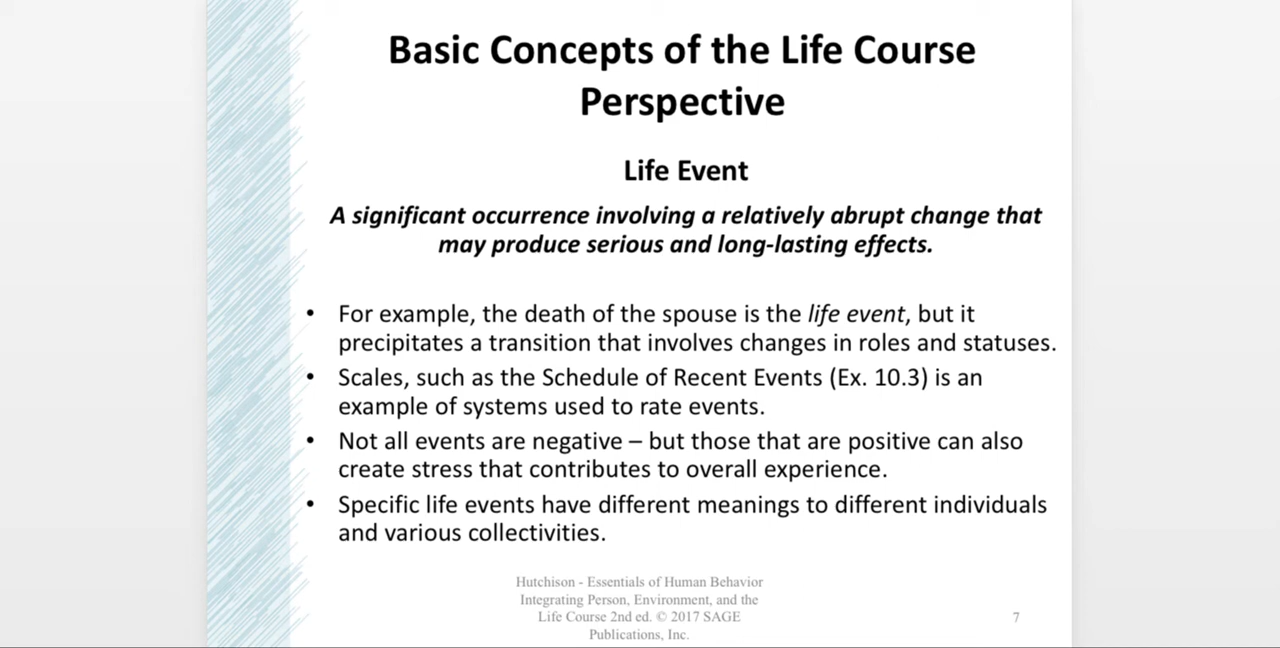 Basic Concepts of the Life Course
Perspective
Life Event
A significant occurrence involving a relatively abrupt change that
may produce serious and long-lasting effects.
• For example, the death of the spouse is the life event, but it
precipitates a transition that involves changes in roles and statuses.
• Scales, such as the Schedule of Recent Events (Ex. 10.3) is an
example of systems used to rate events.
• Not all events are negative – but those that are positive can also
create stress that contributes to overall experience.
• Specific life events have different meanings to different individuals
and various collectivities.
Hutchison - Essentials of Human Behavior
Integrating Person, Environment, and the
Life Course 2nd ed. © 2017 SAGE
Publications, Inc.
7